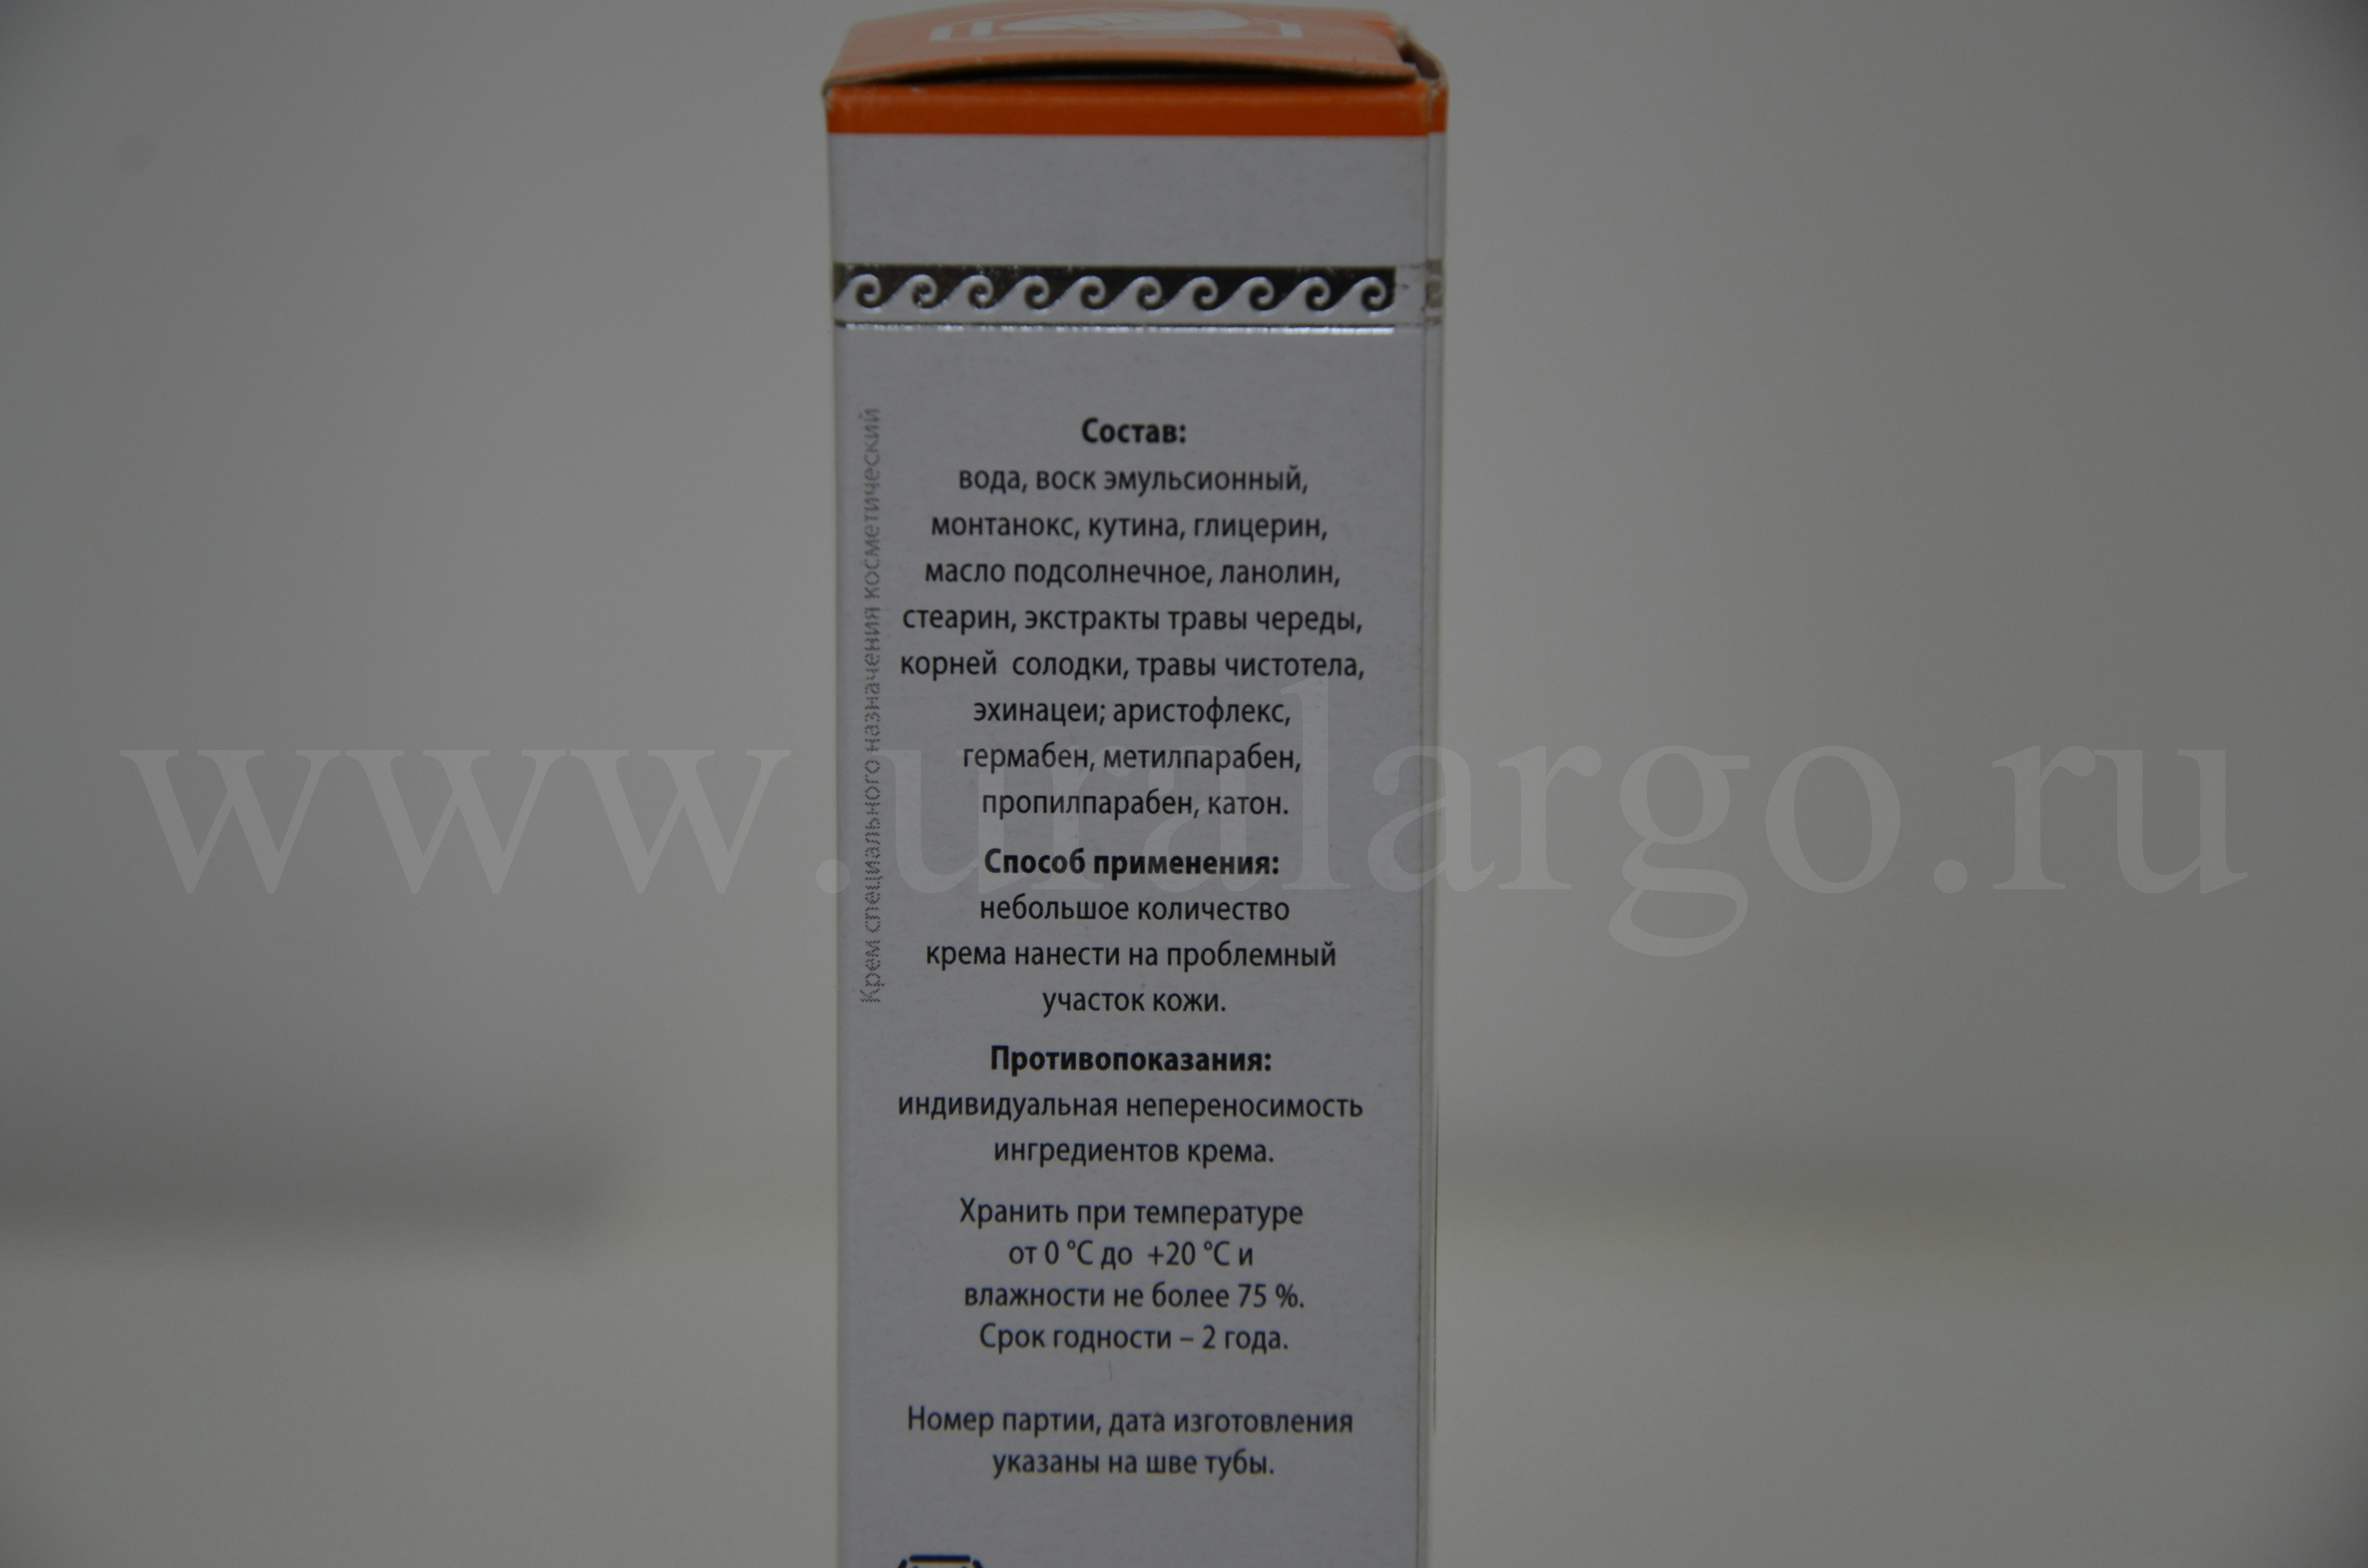 Состав:
вода, воск эмульсионный,
монтанокс, кутина, глицерин,
масло подсолнечное, ланолин,
стеарин, экстракты травы череды,
корней солодки, травы чистотела,
эхинацеи; аристофлекс,
гермабен, метилпарабен,
пропилпарабен, катон.
Способ применения:
небольшое количество
крема нанести на проблемный
участок кожи.
Противопоказания:
индивидуальная непереносимость
ингредиентов крема.
Хранить при температуре
от 0 °C до +20 °C и
влажности не более 75 %.
Срок годности – 2 года.
Номер партии, дата изготовления
указаны на шве тубы.
Крем специального назначения косметический
www.uralargo.ru